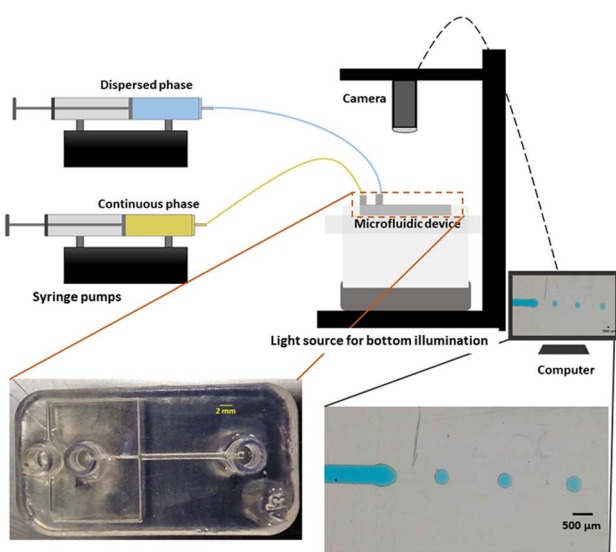 Dispersed phase
Camera
Continuous phase
Microfluidic device
Syringe pumps
Light source for bottom illumination
Computer
2 mm
500 µm